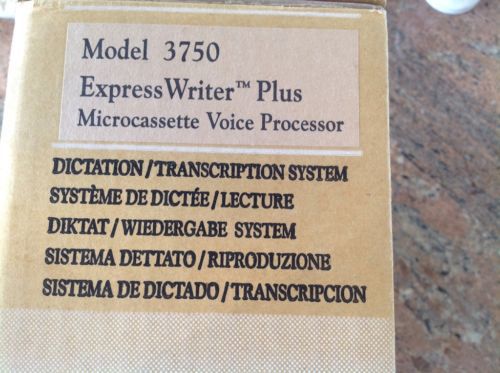 Model 3750
ExpressWriter™ Plus
Microcassette Voice Processor
DICTATION/TRANSCRIPTION SYSTEM
SYSTÈME DE DICTÉE/LECTURE
DIKTAT/WIEDERGABE SYSTEM
SISTEMA DETTATO/RIPRODUZIONE
SISTEMA DE DICTADO/TRANSCRIPCION